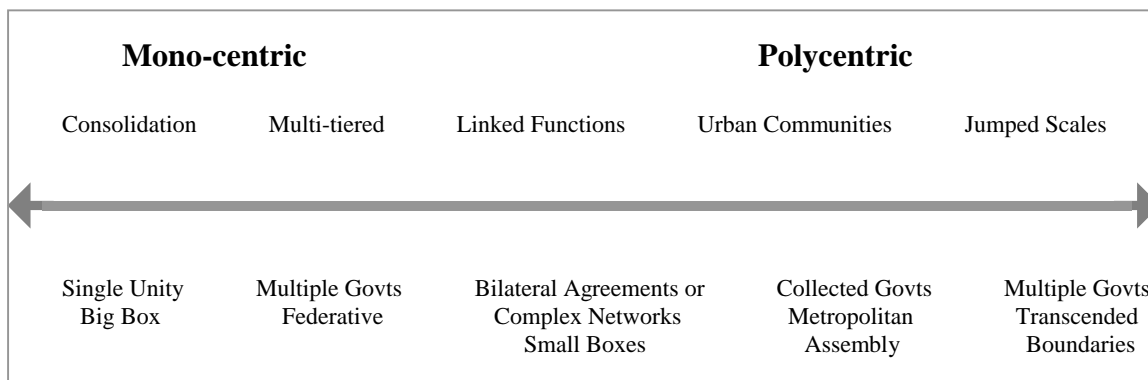 Mono-centric Polycentric
Consolidation Multi-tiered Linked Functions Urban Communities Jumped Scales
Single Unity Multiple Govts Bilateral Agreements or Collected Govts Multiple Govts
Big Box Federative Complex Networks Metropolitan Transcended
Small Boxes Assembly Boundaries